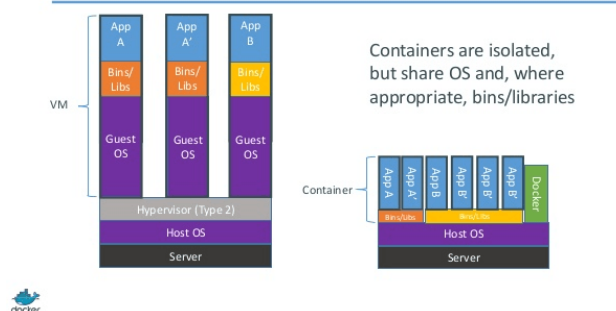 App
A
App
A'
App
B
Bins/
Libs
Bins/
Libs
Bins/
Libs
VM
Guest
OS
Guest
OS
Guest
OS
Hypervisor (Type 2)
Host OS
Server
Containers are isolated,
but share OS and, where
appropriate, bins/libraries
Container
App A
App A'
App B
App B'
App B'
App B'
Docker
Bins/Libs
Bins/Libs
Host OS
Server
docker